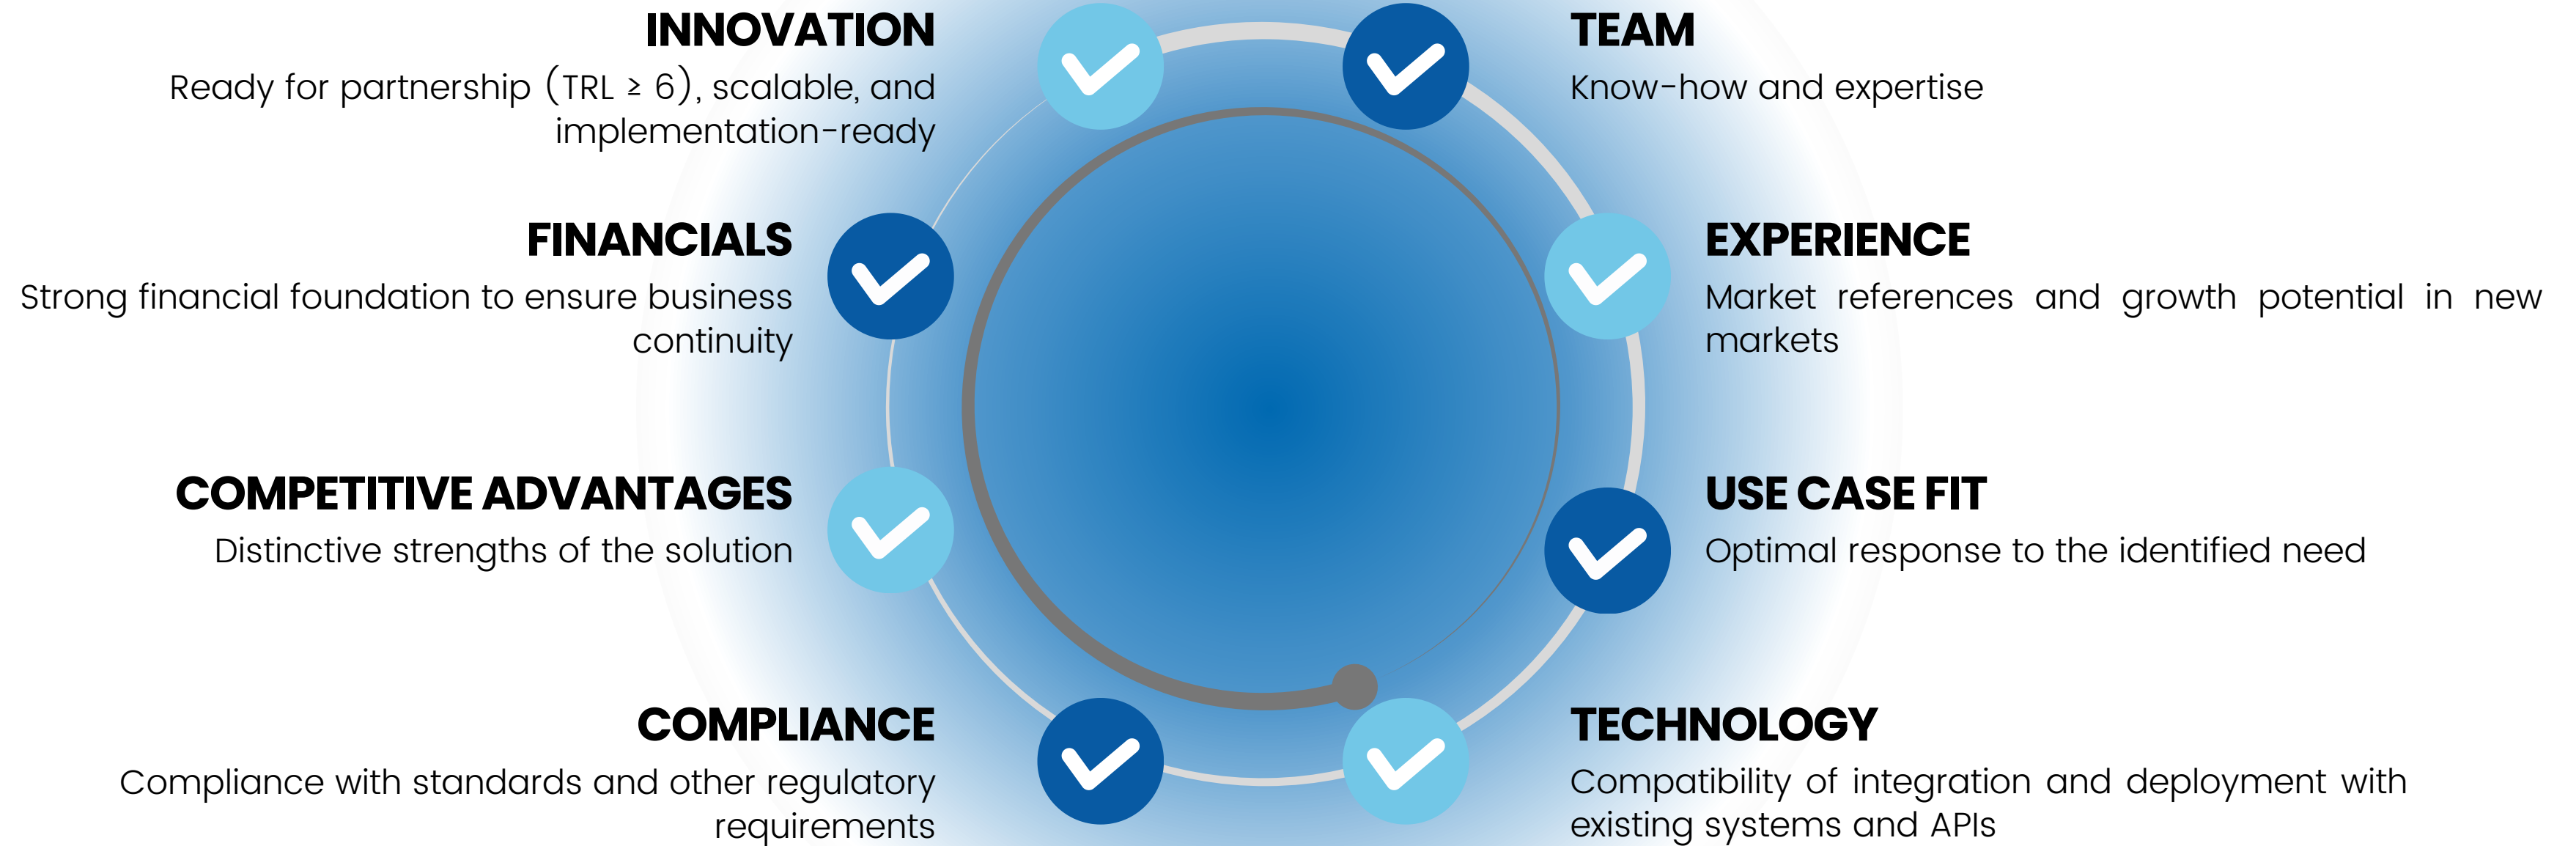 INNOVATION
Ready for partnership (TRL ≥ 6), scalable, and
implementation-ready
FINANCIALS
Strong financial foundation to ensure business
continuity
COMPETITIVE ADVANTAGES
Distinctive strengths of the solution
COMPLIANCE
Compliance with standards and other regulatory
requirements
TEAM
Know-how and expertise
EXPERIENCE
Market references and growth potential in new
markets
USE CASE FIT
Optimal response to the identified need
TECHNOLOGY
Compatibility of integration and deployment with
existing systems and APIs